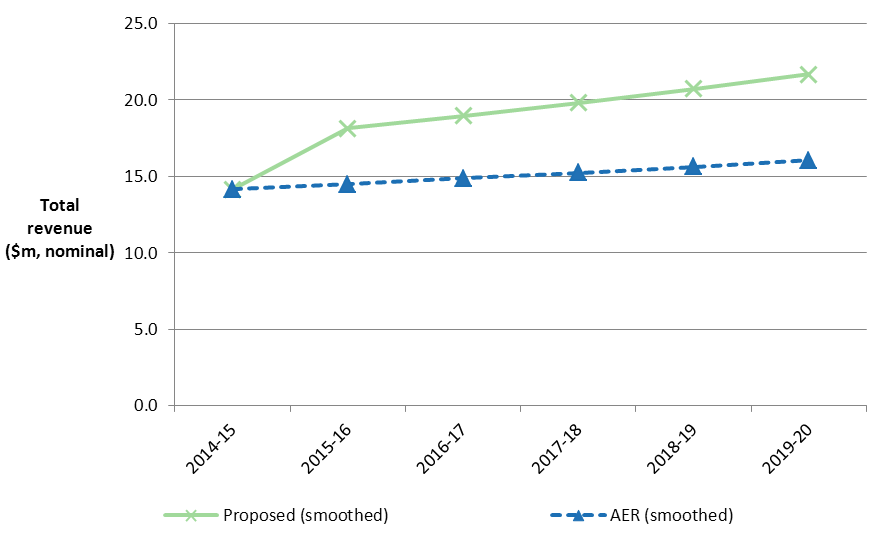 25.0
20.0
15.0
10.0
5.0
0.0
Total
revenue
($m, nominal)
2014-15
2015-16
2016-17
2017-18
2018-19
2019-20
Proposed (smoothed)
AER (smoothed)